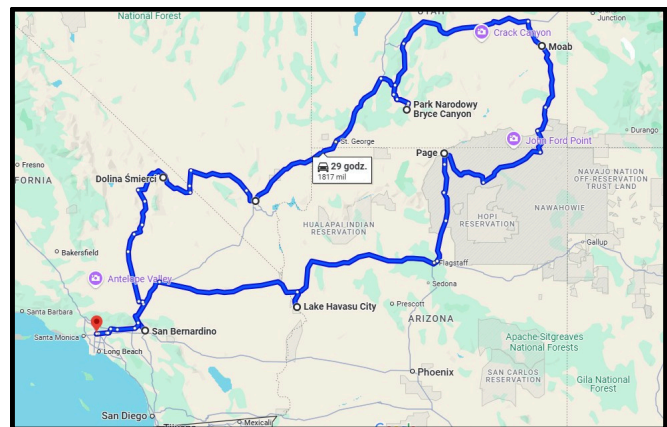 National Forest
UTAH
Junction
Crack Canyon
Moab
Park Narodowy
Bryce Canyon
St. George
Page
John Ford Point
Durango
29 godz.
1817 mil
Fresno
FORNIA
Dolina Śmierci
NAVAJO NATION
OFF-RESERVATION
TRUST LAND
HUALAPAI INDIAN
RESERVATION
HOPI
RESERVATION
NAWAHOWIE
Gallup
Bakersfield
Flagstaff
Antelope Valley
Sedona
Santa Barbara
Lake Havasu City
Prescott
Santa Monica
San Bernardino
ARIZONA
Long Beach
Apache-Sitgreaves
National Forests
Phoenix
SAN CARLOS
RESERVATION
Gila National
Forest
San Diego
Mexicali